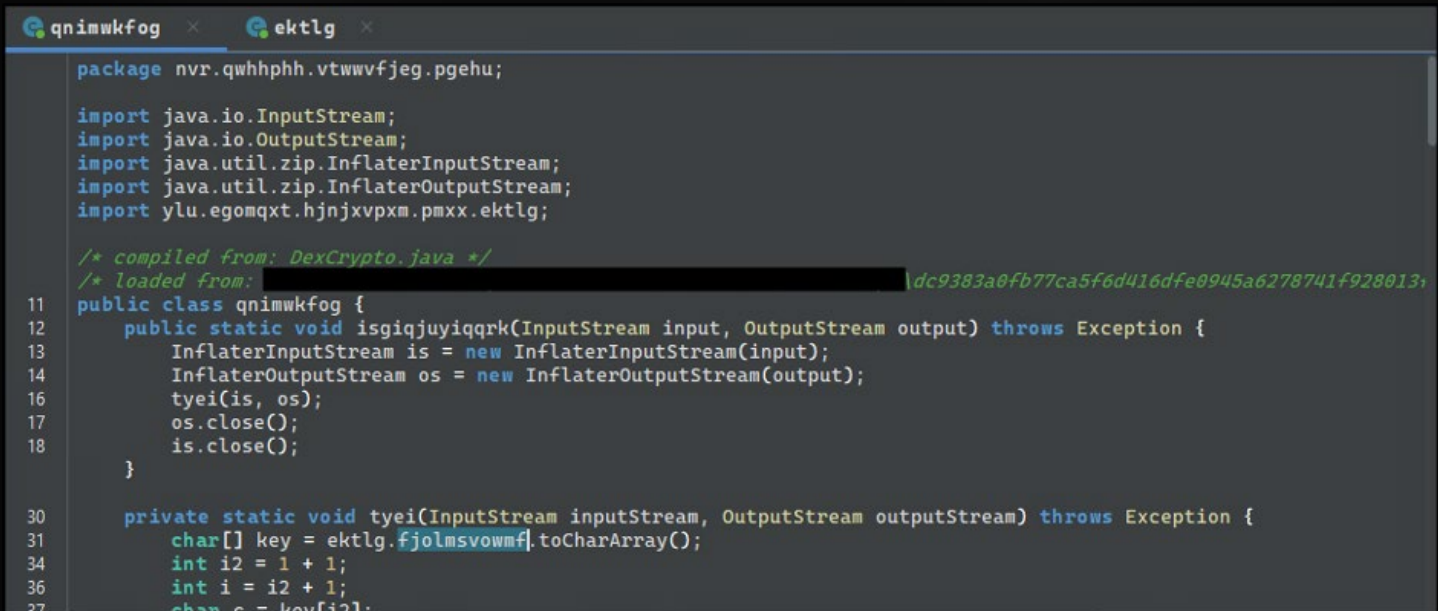 qnimwkfog × ektlg ×
package nvr.qwhhphh.vtwwvfjeg.pgehu;
import java.io.InputStream;
import java.io.OutputStream;
import java.util.zip.InflaterInputStream;
import java.util.zip.InflaterOutputStream;
import ylu.egomqxt.hjnjxvpxm.pmxx.ektlg;
/* compiled from: DexCrypto.java */
/* loaded from: \dc9383a0fb77ca5f6d416dfe0945a6278741f928013
11 public class qnimwkfog {
12 public static void isgiqjuyiqqrk(InputStream input, OutputStream output) throws Exception {
13 InflaterInputStream is = new InflaterInputStream(input);
14 InflaterOutputStream os = new InflaterOutputStream(output);
16 tyei(is, os);
17 os.close();
18 is.close();
}
30 private static void tyei(InputStream inputStream, OutputStream outputStream) throws Exception {
31 char[] key = ektlg.fjolmsvowmf.toCharArray();
34 int i2 = 1 + 1;
36 int i = i2 + 1;
37 char c = key[i2];